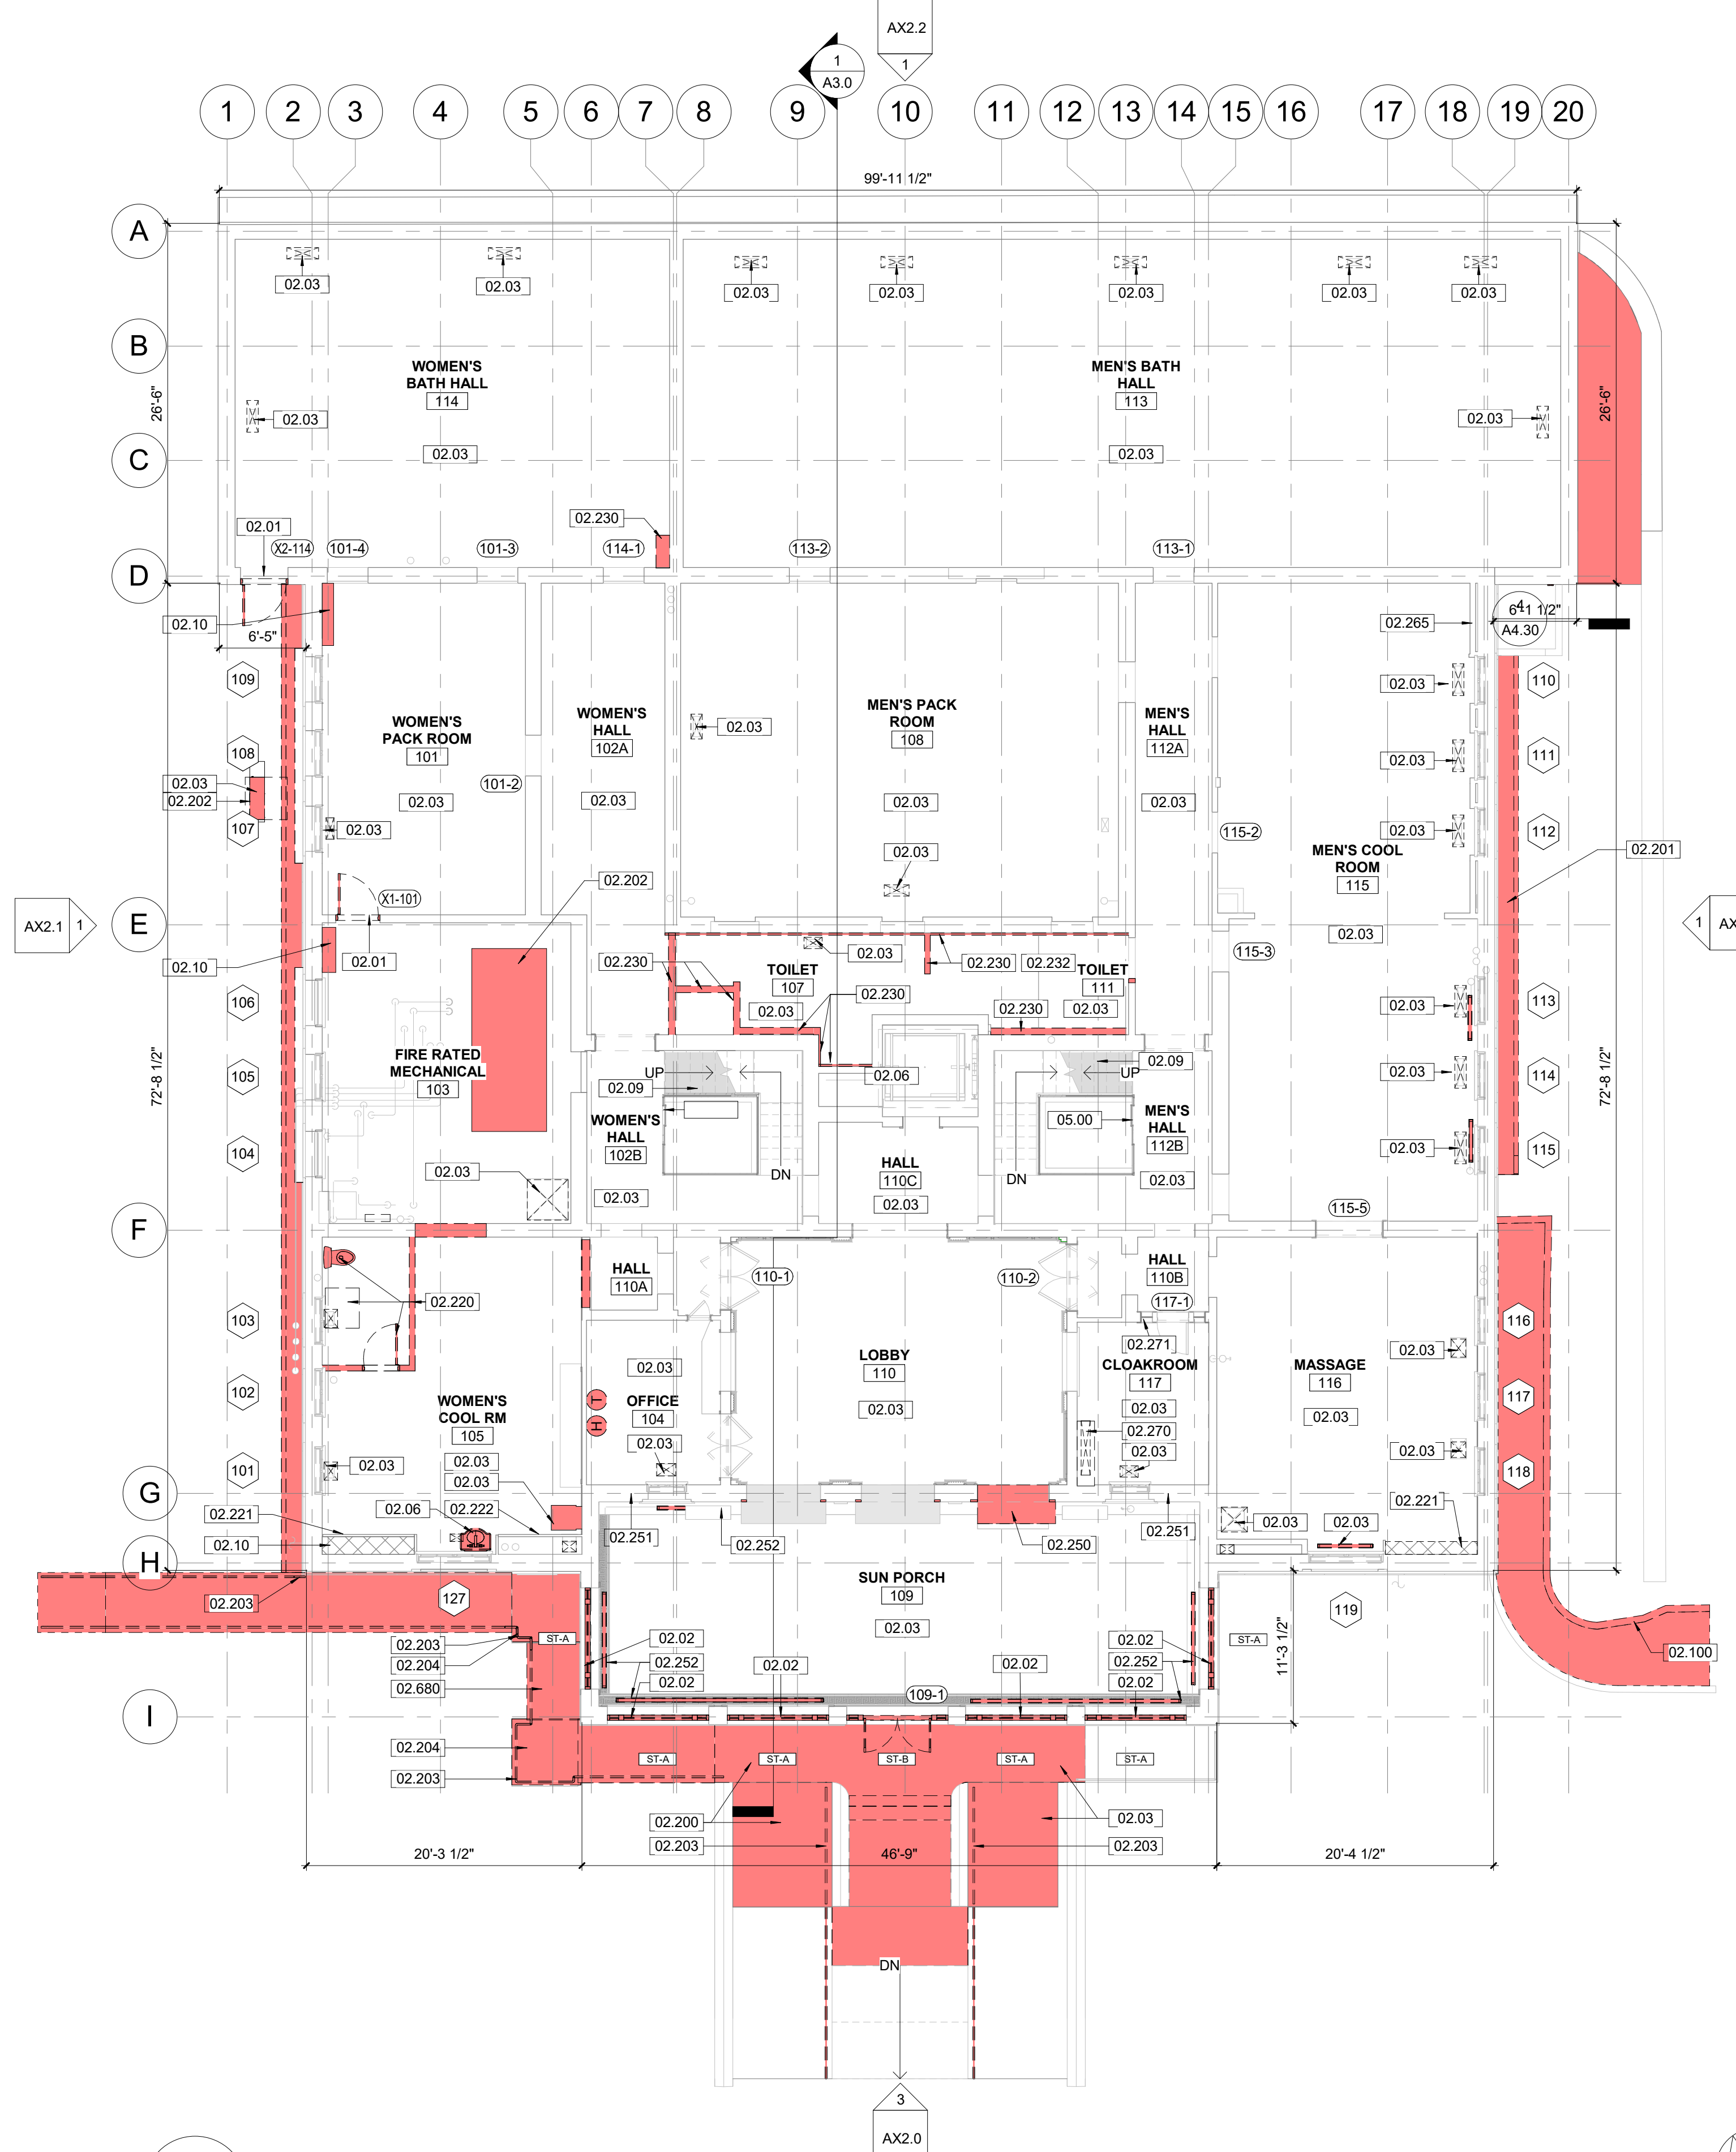 AX2.2
1
1
A3.0
1
2
3
4
5
6
7
8
9
10
11
12
13
14
15
16
17
18
19
20
99'-11 1/2"
A
02.03
02.03
02.03
02.03
02.03
02.03
02.03
B
WOMEN'S
BATH HALL
114
MEN'S BATH
HALL
113
26'-6"
26'-6"
02.03
02.03
02.03
02.03
C
02.230
02.01
X2-114
101-4
101-3
114-1
113-2
113-1
D
02.10
6'-5"
02.265
4
A4.30
6'-1 1/2"
109
110
02.03
WOMEN'S
PACK ROOM
101
WOMEN'S
HALL
102A
MEN'S PACK
ROOM
108
MEN'S
HALL
112A
02.03
108
111
02.03
02.03
02.202
101-2
02.03
02.03
02.03
02.03
107
02.03
115-2
02.03
112
02.03
MEN'S COOL
ROOM
115
02.201
02.202
X1-101
AX2.1
1
E
02.03
1
AX
02.10
02.01
02.03
115-3
02.230
TOILET
107
02.230
02.232
TOILET
111
106
02.03
02.230
02.230
02.03
02.03
113
FIRE RATED
MECHANICAL
103
UP
02.09
02.06
UP
02.09
02.03
105
114
72'-8 1/2"
72'-8 1/2"
WOMEN'S
HALL
102B
05.00
MEN'S
HALL
112B
104
02.03
115
02.03
DN
HALL
110C
DN
02.03
02.03
02.03
115-5
F
HALL
110A
110-1
110-2
HALL
110B
02.220
117-1
103
116
02.271
02.03
LOBBY
110
CLOAKROOM
117
MASSAGE
116
02.03
102
WOMEN'S
COOL RM
105
T
H
OFFICE
104
02.03
02.03
02.03
117
02.03
02.270
02.03
02.03
101
02.03
02.03
02.03
118
G
02.221
02.06
02.222
02.221
02.10
02.251
02.252
02.250
02.251
02.03
02.03
H
SUN PORCH
109
02.203
127
119
02.03
02.203
ST-A
02.02
02.02
ST-A
02.204
02.252
02.02
02.02
02.252
11'-3 1/2"
02.100
02.680
02.02
109-1
02.02
I
02.204
ST-A
ST-A
ST-B
ST-A
ST-A
02.203
02.200
02.03
02.203
02.203
20'-3 1/2"
46'-9"
20'-4 1/2"
DN
3
AX2.0